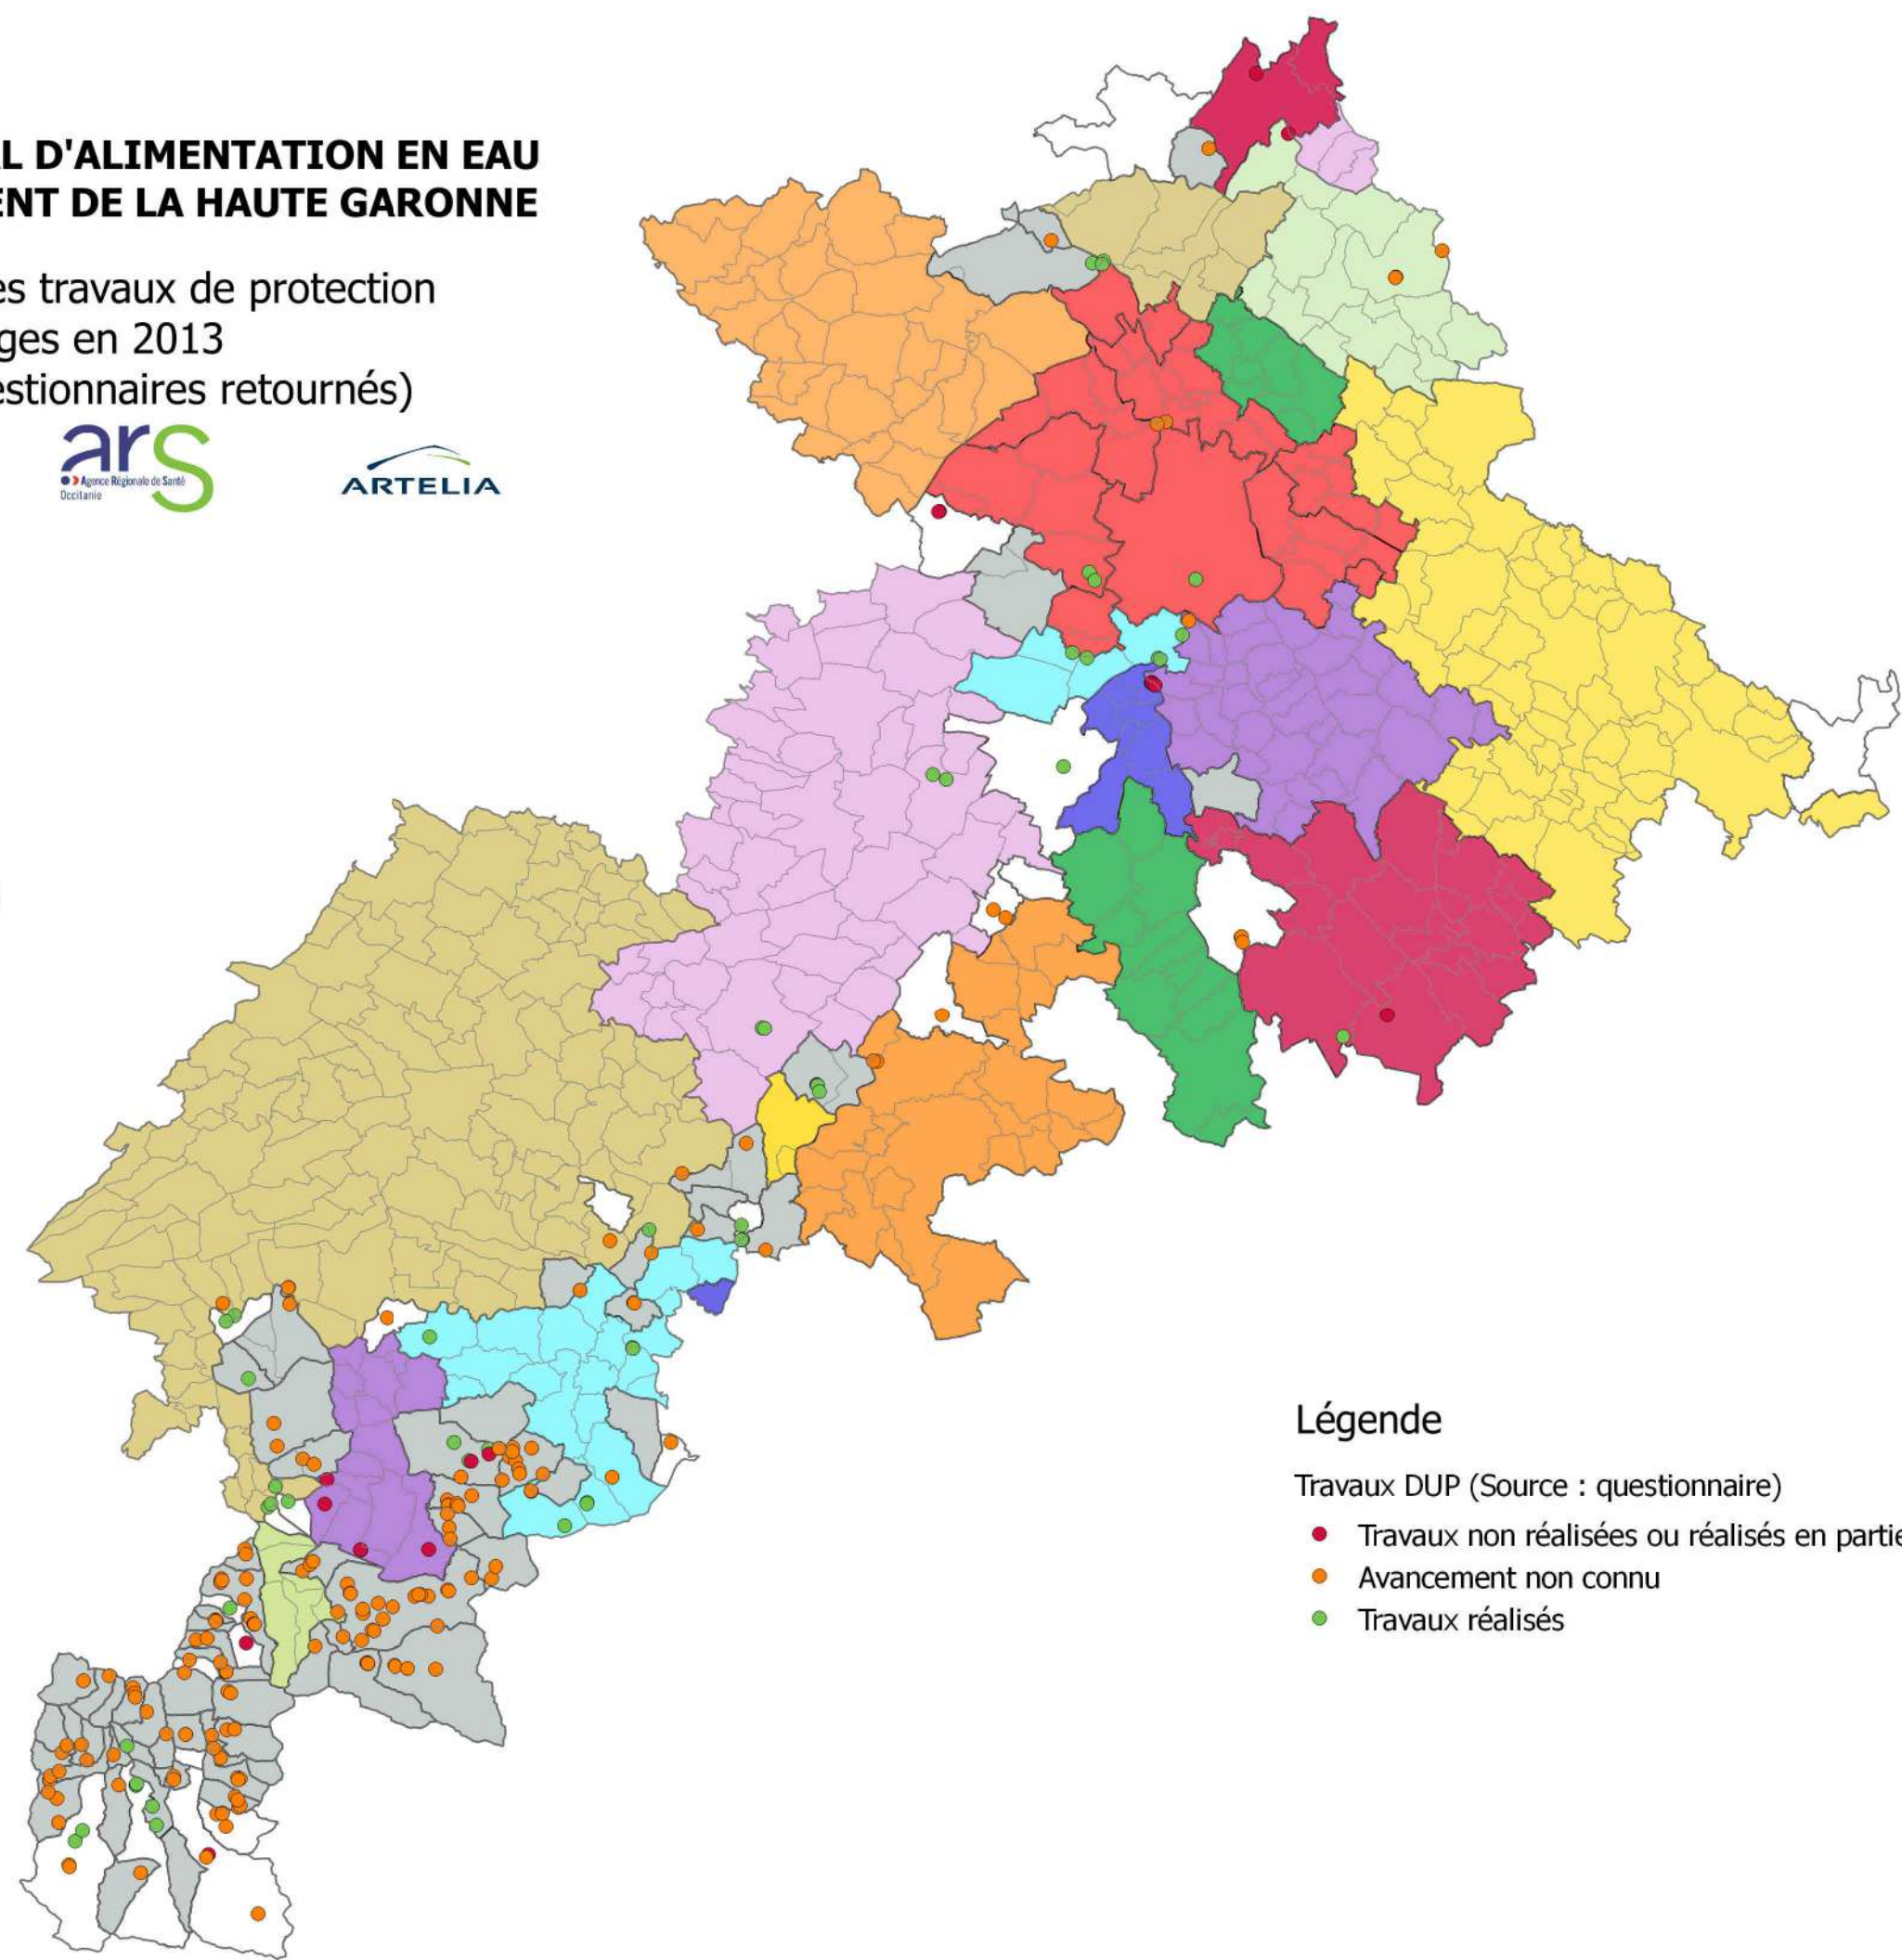 L D'ALIMENTATION EN EAU
ENT DE LA HAUTE GARONNE
es travaux de protection
ges en 2013
estionnaires retournés)
ars
Agence Régionale de Santé
Occitanie
ARTELIA
Légende
Travaux DUP (Source : questionnaire)
Travaux non réalisées ou réalisés en partie
Avancement non connu
Travaux réalisés